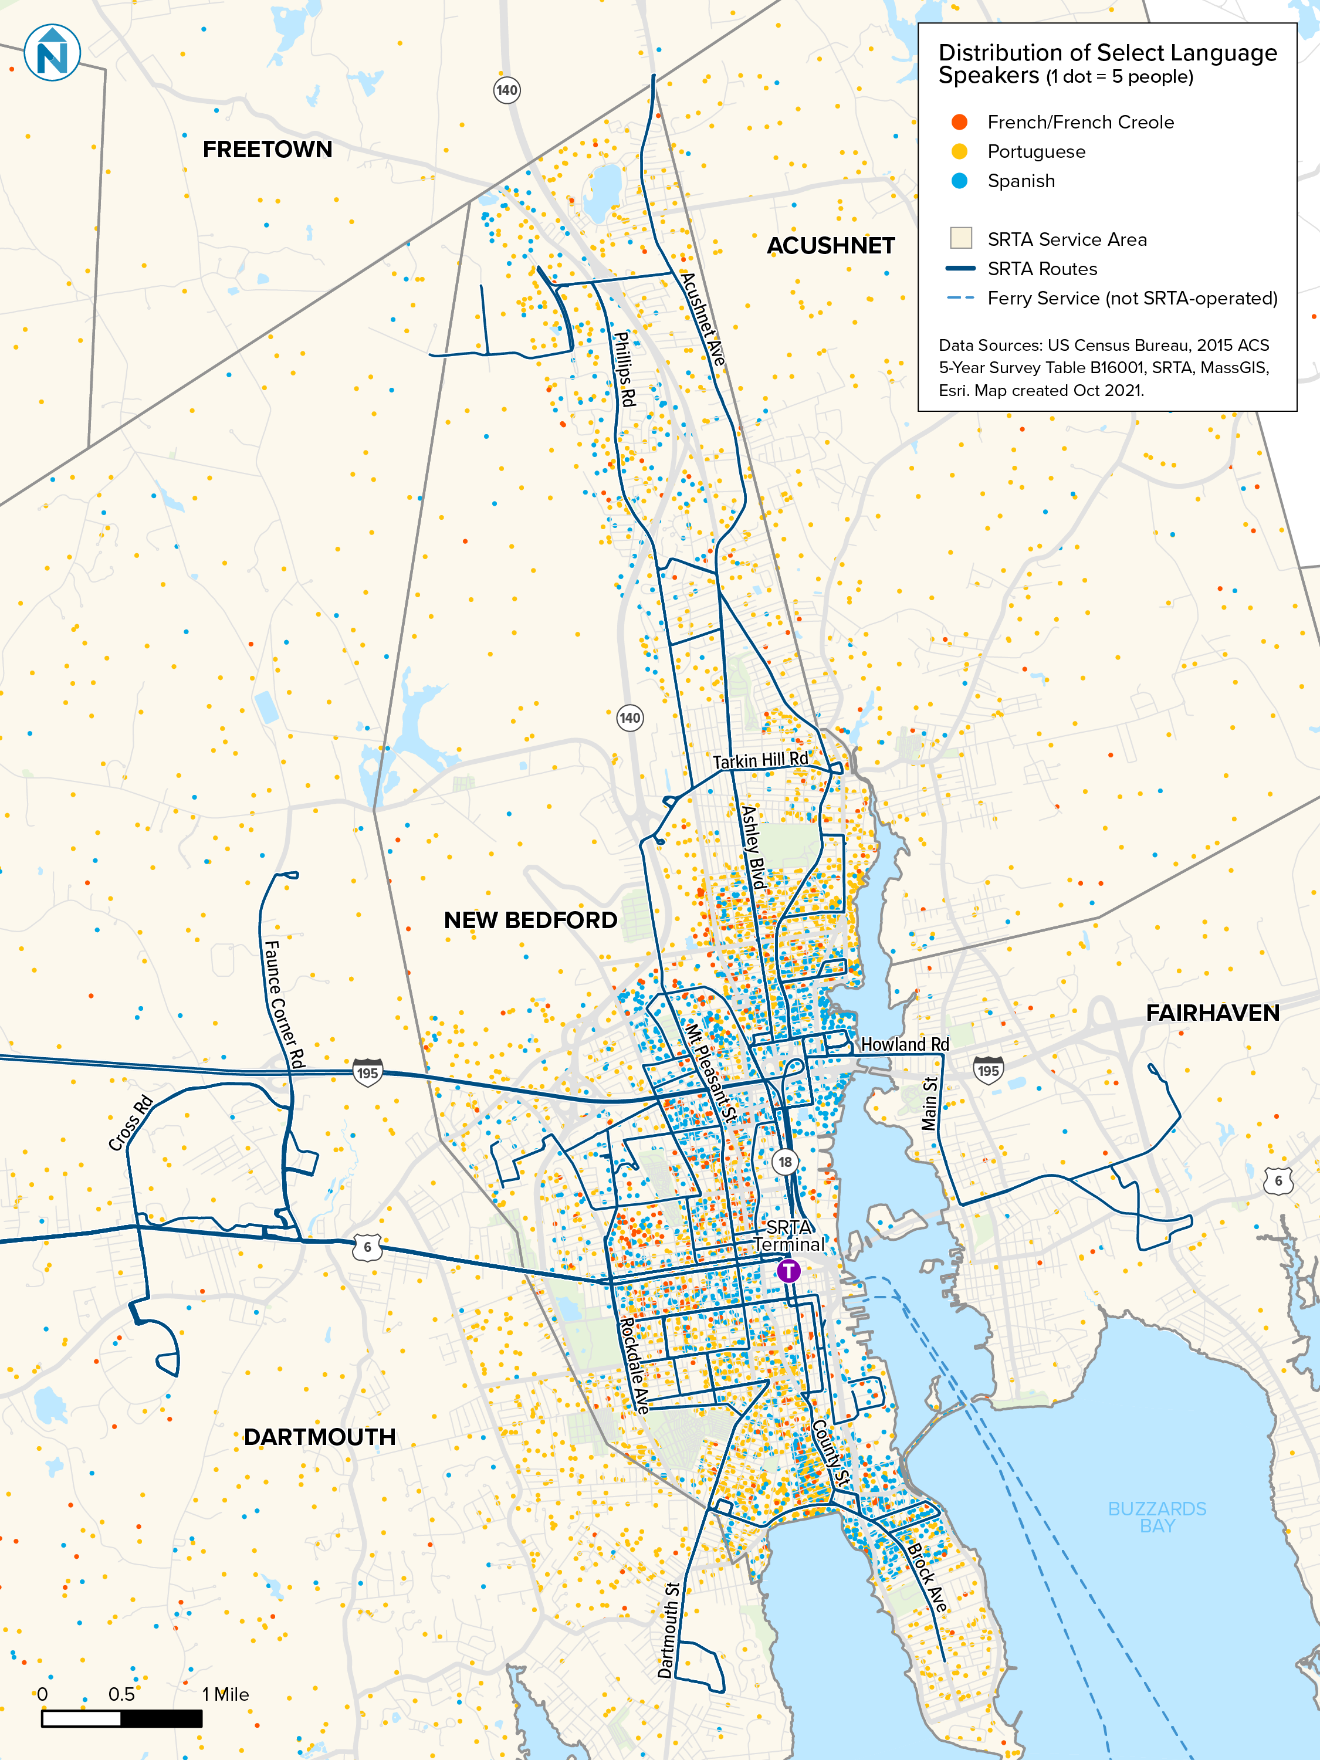 N
140
FREETOWN
ACUSHNET
Distribution of Select Language
Speakers (1 dot = 5 people)
French/French Creole
Portuguese
Spanish
SRTA Service Area
SRTA Routes
Ferry Service (not SRTA-operated)
Data Sources: US Census Bureau, 2015 ACS
5-Year Survey Table B16001, SRTA, MassGIS,
Esri. Map created Oct 2021.
Acushnet Ave
Phillips Rd
140
Tarkin Hill Rd
Ashley Blvd
NEW BEDFORD
Faunce Corner Rd
FAIRHAVEN
Mt Pleasant St
Howland Rd
195
195
Main St
Cross Rd
18
6
SRTA
Terminal
6
T
Rockdale Ave
DARTMOUTH
County St
BUZZARDS
BAY
Brock Ave
Dartmouth St
0 0.5 1 Mile